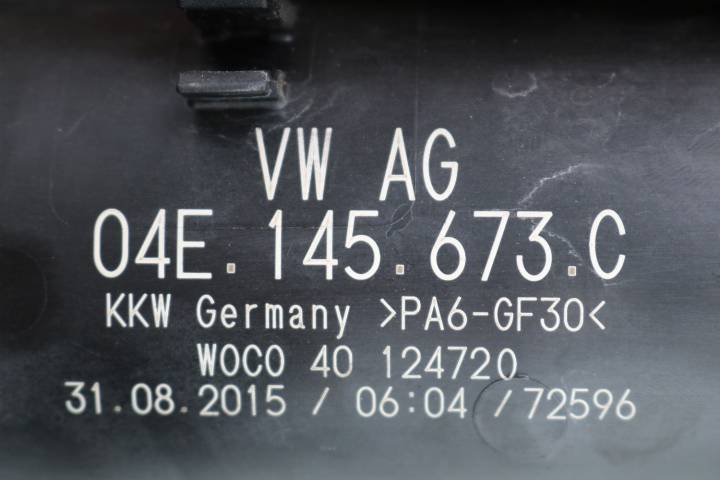 VW AG
04E.145.673.C
KKW Germany >PA6-GF30<
WOCO 40 124720
31.08.2015 / 06:04 /72596